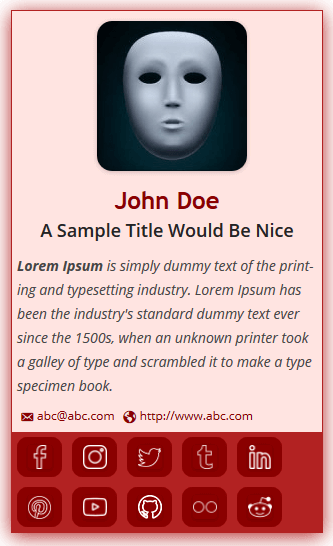 John Doe
A Sample Title Would Be Nice
Lorem Ipsum is simply dummy text of the print-
ing and typesetting industry. Lorem Ipsum has
been the industry's standard dummy text ever
since the 1500s, when an unknown printer took
a galley of type and scrambled it to make a type
specimen book.
abc@abc.com http://www.abc.com